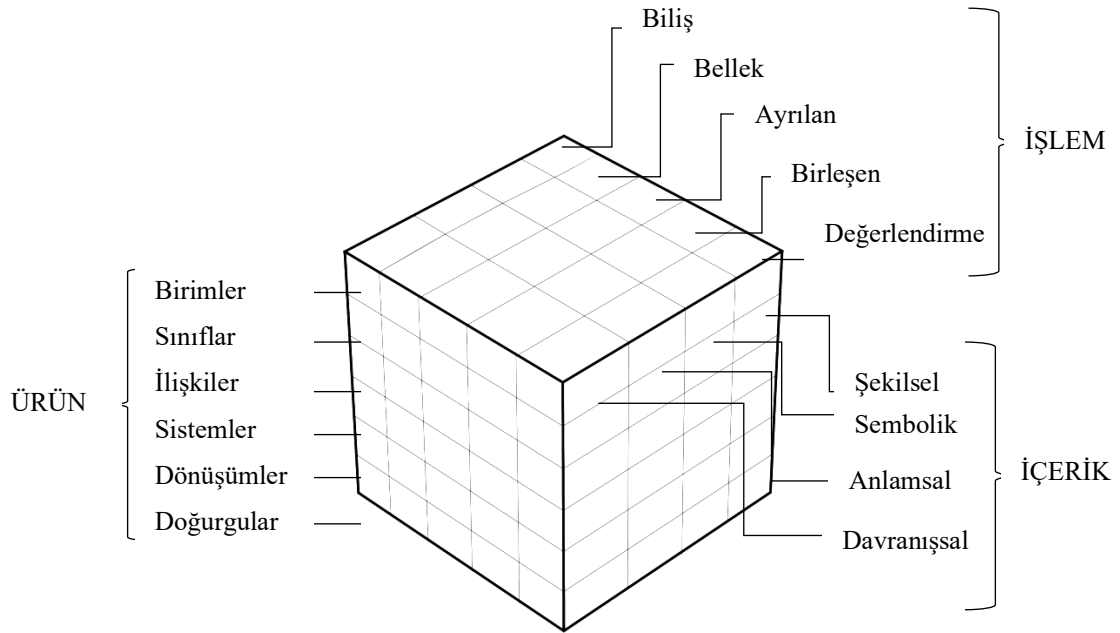 Biliş
Bellek
Ayrılan
Birleşen
Değerlendirme
İŞLEM
Birimler
Sınıflar
İlişkiler
Sistemler
Dönüşümler
Doğurgular
ÜRÜN
Şekilsel
Sembolik
Anlamsal
Davranışsal
İÇERİK